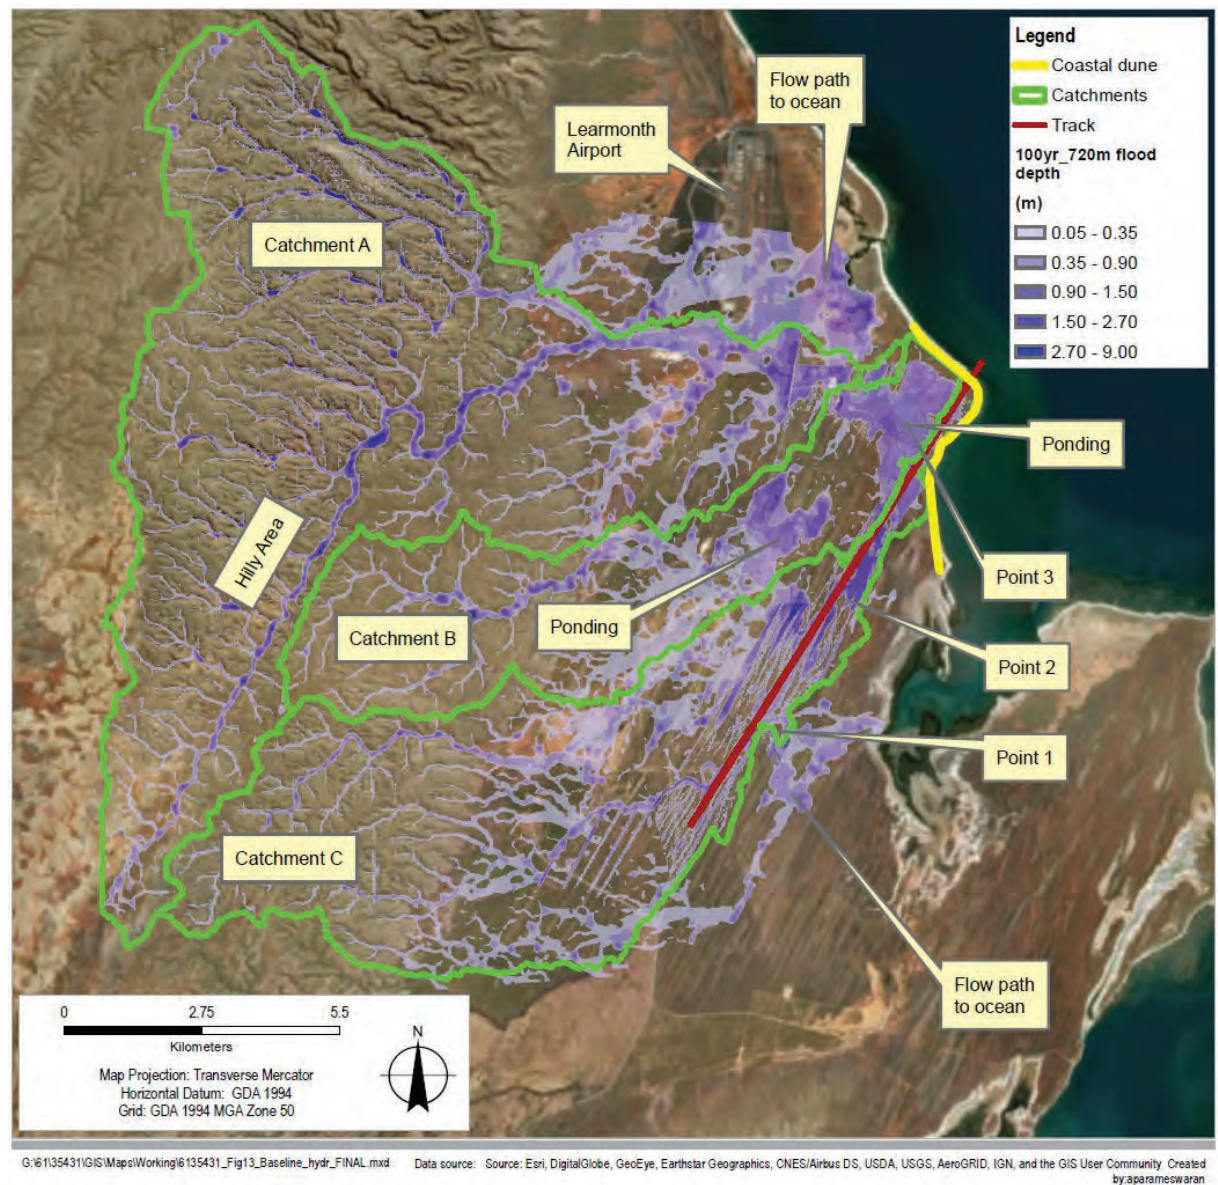 Legend
Coastal dune
Catchments
Track
100yr_720m flood
depth
(m)
0.05 - 0.35
0.35 - 0.90
0.90 - 1.50
1.50 - 2.70
2.70 - 9.00
Flow path
to ocean
Learmonth
Airport
Catchment A
Ponding
Hilly Area
Point 3
Catchment B
Ponding
Point 2
Point 1
Catchment C
Flow path
to ocean
0 2.75 5.5
Kilometers
N
Map Projection: Transverse Mercator
Horizontal Datum: GDA 1994
Grid: GDA 1994 MGA Zone 50
G:\61\35431\GIS\Maps\Working\6135431_Fig13_Baseline_hydr_FINAL.mxd
Data source: Source: Esri, DigitalGlobe, GeoEye, Earthstar Geographics, CNES/Airbus DS, USDA, USGS, AeroGRID, IGN, and the GIS User Community Created
by:aparameswaran